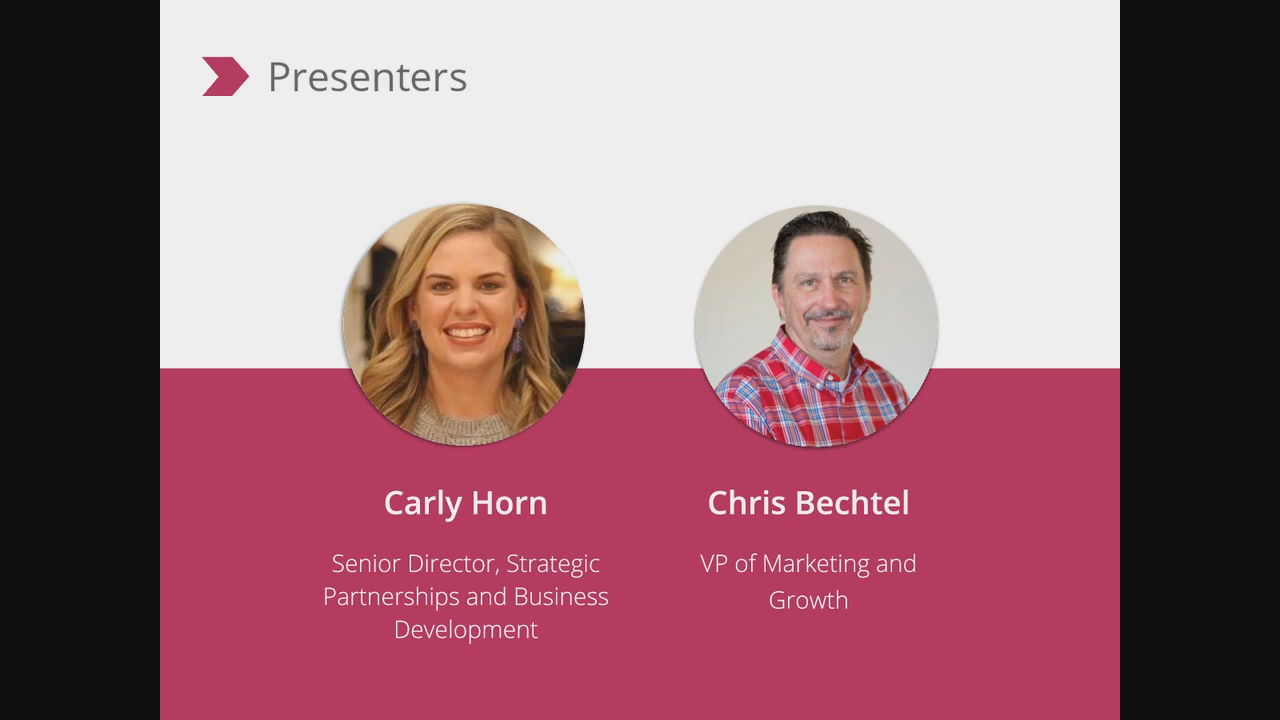 Presenters
Carly Horn
Senior Director, Strategic
Partnerships and Business
Development
Chris Bechtel
VP of Marketing and
Growth